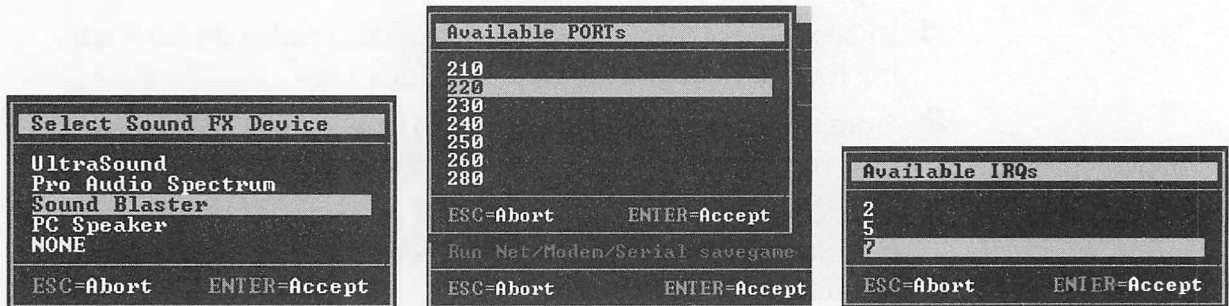 Select Sound FX Device
UltraSound
Pro Audio Spectrum
Sound Blaster
PC Speaker
NONE
ESC=Abort ENTER=Accept
Available PORTs
210
220
230
240
250
260
280
ESC=Abort ENTER=Accept
Run Net/Modem/Serial savegame
ESC=Abort ENTER=Accept
Available IRQs
2
5
7
ESC=Abort ENTER=Accept